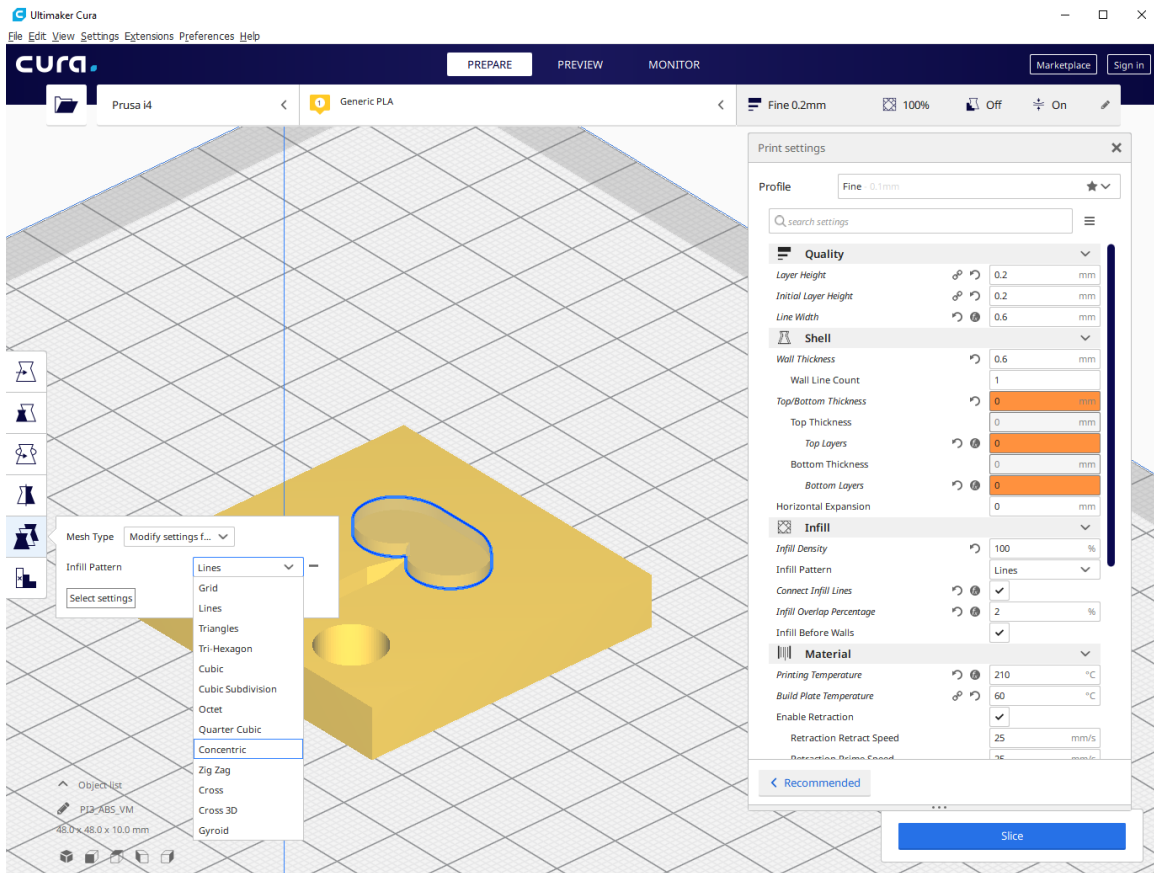 Ultimaker Cura
File Edit View Settings Extensions Preferences Help
cura.
PREPARE PREVIEW MONITOR
Marketplace Sign in
Prusa i4
1 Generic PLA
Fine 0.2mm 100% Off On
Print settings
Profile Fine 0.1mm
search settings
Quality
Layer Height 0.2 mm
Initial Layer Height 0.2 mm
Line Width 0.6 mm
Shell
Wall Thickness 0.6 mm
Wall Line Count 1
Top/Bottom Thickness 0 mm
Top Thickness 0 mm
Top Layers 0
Bottom Thickness 0 mm
Bottom Layers 0
Horizontal Expansion 0 mm
Infill
Infill Density 100 %
Infill Pattern Lines
Connect Infill Lines
Infill Overlap Percentage 2 %
Infill Before Walls
Material
Printing Temperature 210 °C
Build Plate Temperature 60 °C
Enable Retraction
Retraction Retract Speed 25 mm/s
Retraction Prime Speed 25 mm/s
Recommended
Slice
Mesh Type Modify settings f...
Infill Pattern Lines
Select settings
Grid
Lines
Triangles
Tri-Hexagon
Cubic
Cubic Subdivision
Octet
Quarter Cubic
Concentric
Zig Zag
Cross
Cross 3D
Gyroid
Object list
PI3_ABS_VM
48.0 x 48.0 x 10.0 mm